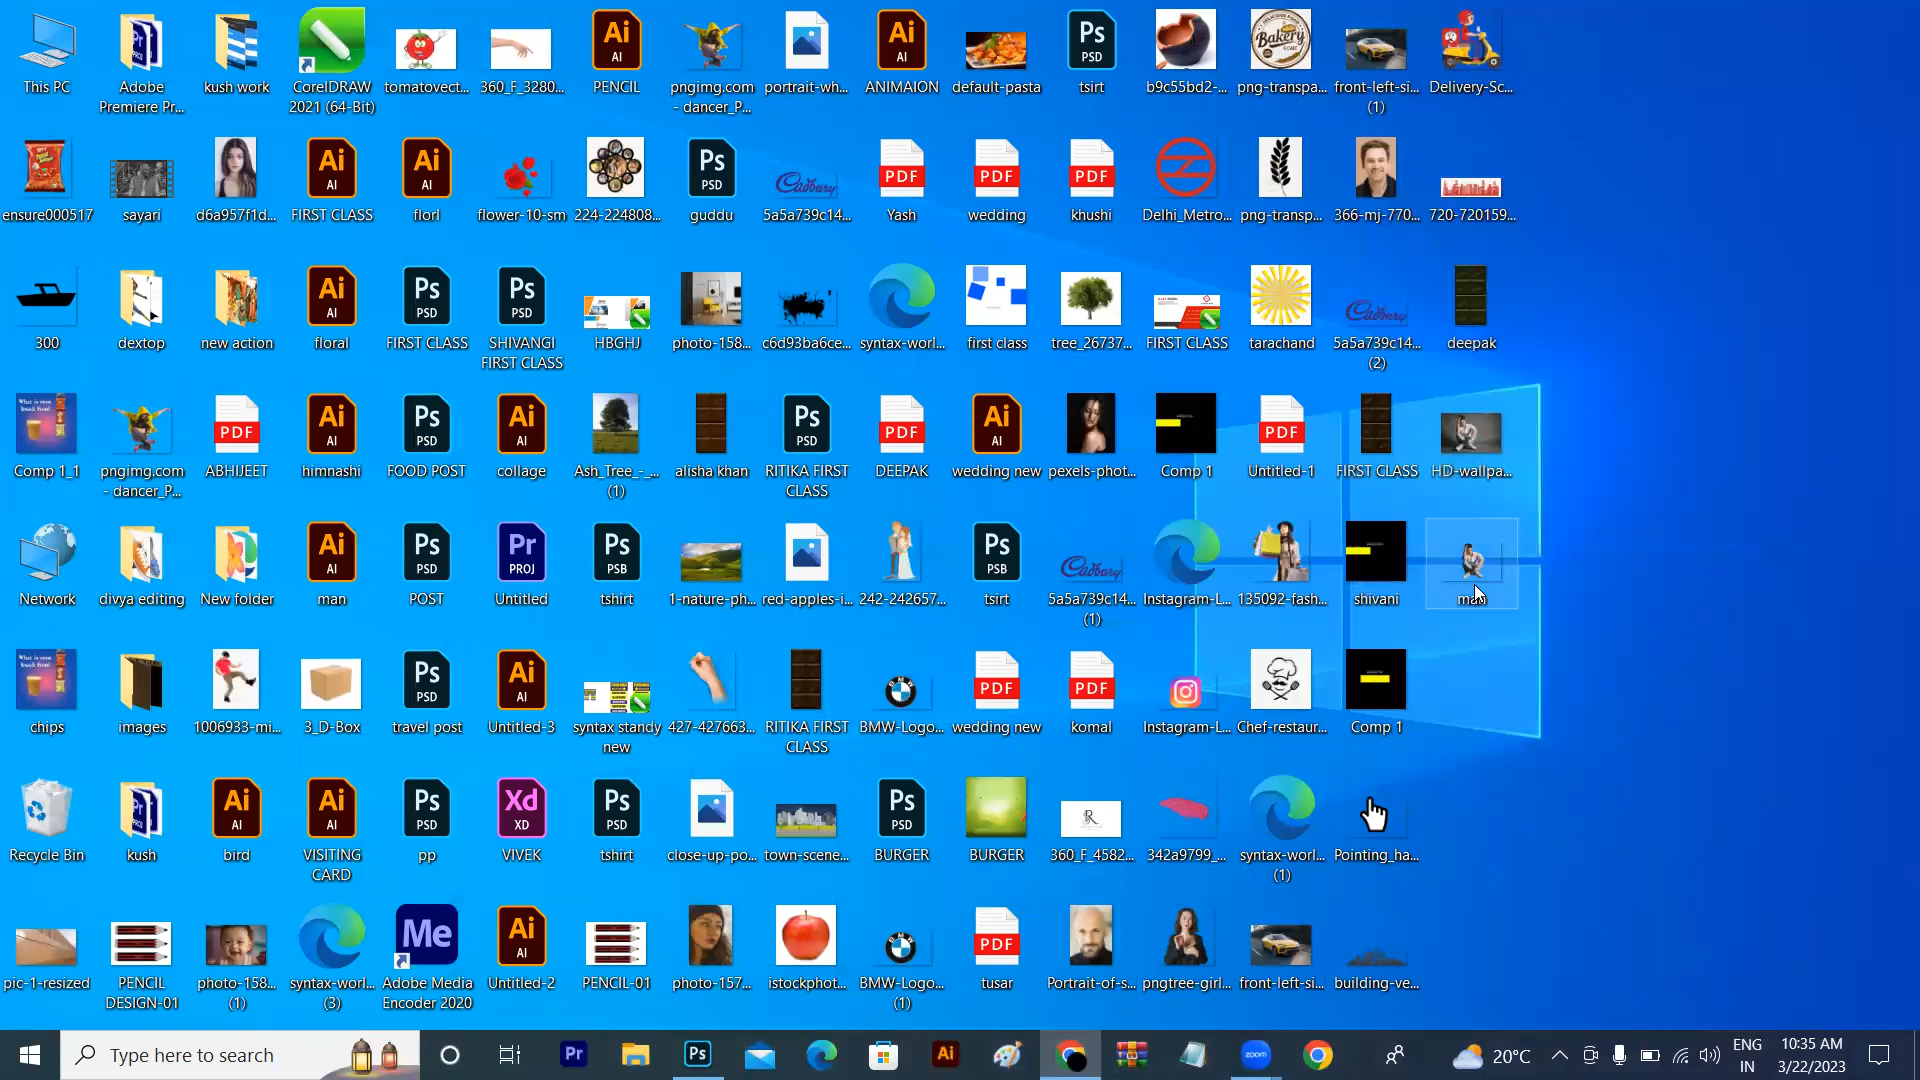 This PC
Adobe Premiere Pr...
kush work
CorelDRAW 2021 (64-Bit)
tomatovect...
360_F_3280...
PENCIL
pngimg.com - dancer_P...
portrait-wh...
ANIMAION
default-pasta
tsirt
b9c55bd2-...
png-transpa...
front-left-si... (1)
Delivery-Sc...
ensure000517
sayari
d6a957f1d...
FIRST CLASS
florl
flower-10-sm
224-224808...
guddu
5a5a739c14...
Yash
wedding
khushi
Delhi_Metro...
png-transp...
366-mj-770...
720-720159...
300
dextop
new action
floral
FIRST CLASS
SHIVANGI FIRST CLASS
HBGHJ
photo-158...
c6d93ba6ce...
syntax-worl...
first class
tree_26737...
FIRST CLASS
tarachand
5a5a739c14... (2)
deepak
Comp 1_1
pngimg.com - dancer_P...
ABHIJEET
himnashi
FOOD POST
collage
Ash_Tree_-_... (1)
alisha khan
RITIKA FIRST CLASS
DEEPAK
wedding new
pexels-phot...
Comp 1
Untitled-1
FIRST CLASS
HD-wallpa...
Network
divya editing
New folder
man
POST
Untitled
tshirt
1-nature-ph...
red-apples-i...
242-242657...
tsirt
5a5a739c14... (1)
Instagram-L...
135092-fash...
shivani
man
chips
images
1006933-mi...
3_D-Box
travel post
Untitled-3
syntax standy new
427-427663...
RITIKA FIRST CLASS
BMW-Logo...
wedding new
komal
Instagram-L...
Chef-restaur...
Comp 1
Recycle Bin
kush
bird
VISITING CARD
pp
VIVEK
tshirt
close-up-po...
town-scene...
BURGER
BURGER
360_F_4582...
342a9799_...
syntax-worl... (1)
Pointing_ha...
pic-1-resized
PENCIL DESIGN-01
photo-158... (1)
syntax-worl... (3)
Adobe Media Encoder 2020
Untitled-2
PENCIL-01
photo-157...
istockphot...
BMW-Logo... (1)
tusar
Portrait-of-s...
pngtree-girl...
front-left-si...
building-ve...
Type here to search
20°C
ENG
IN
10:35 AM
3/22/2023